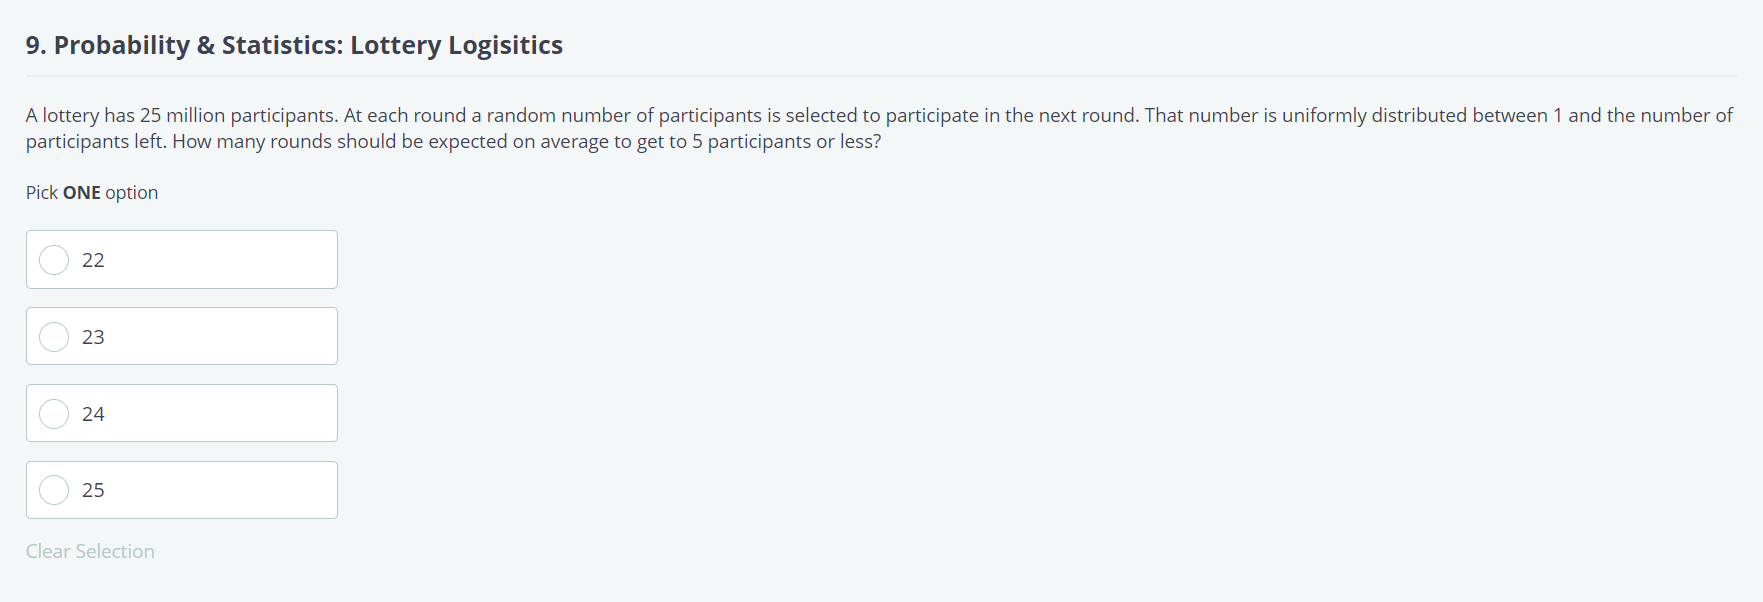 9. Probability & Statistics: Lottery Logisitics
A lottery has 25 million participants. At each round a random number of participants is selected to participate in the next round. That number is uniformly distributed between 1 and the number of
participants left. How many rounds should be expected on average to get to 5 participants or less?
Pick ONE option
22
23
24
25
Clear Selection